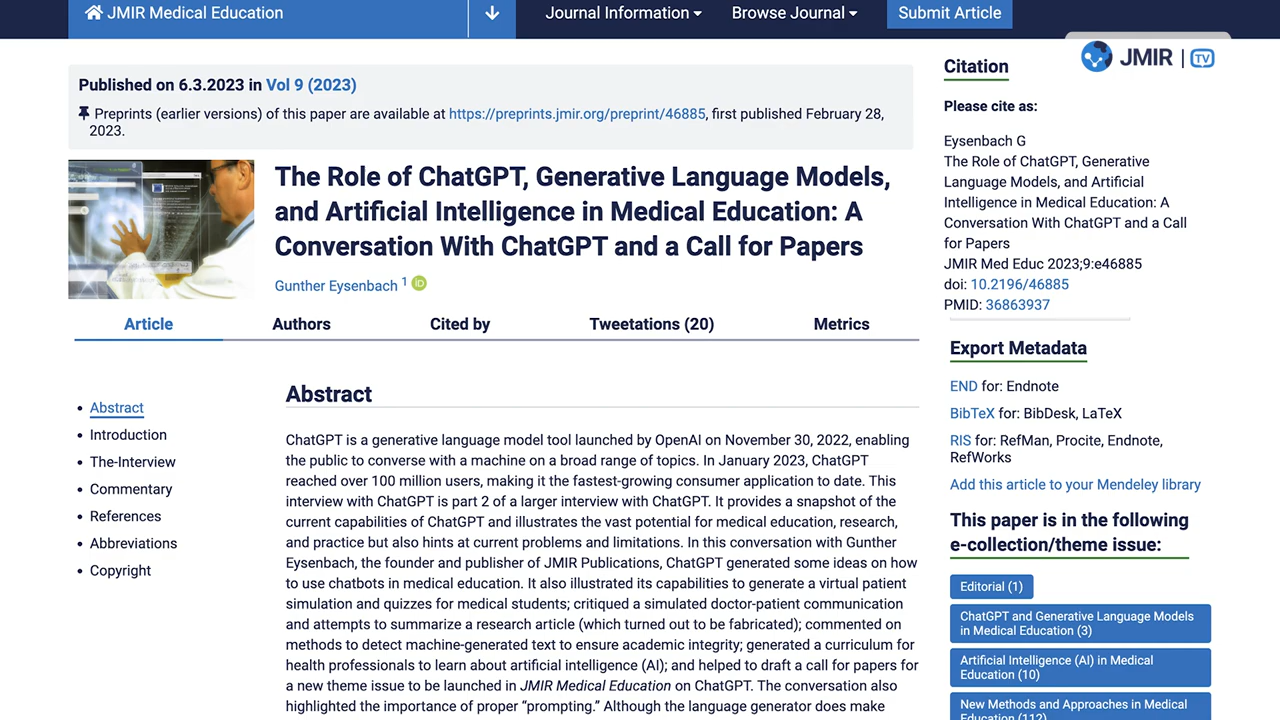 JMIR Medical Education
Journal Information
Browse Journal
Submit Article
JMIR | TV
Published on 6.3.2023 in Vol 9 (2023)
Preprints (earlier versions) of this paper are available at https://preprints.jmir.org/preprint/46885, first published February 28,
2023.
The Role of ChatGPT, Generative Language Models,
and Artificial Intelligence in Medical Education: A
Conversation With ChatGPT and a Call for Papers
Gunther Eysenbach 1 iD
Article
Authors
Cited by
Tweetations (20)
Metrics
Abstract
Introduction
The-Interview
Commentary
References
Abbreviations
Copyright
Abstract
ChatGPT is a generative language model tool launched by OpenAI on November 30, 2022, enabling
the public to converse with a machine on a broad range of topics. In January 2023, ChatGPT
reached over 100 million users, making it the fastest-growing consumer application to date. This
interview with ChatGPT is part 2 of a larger interview with ChatGPT. It provides a snapshot of the
current capabilities of ChatGPT and illustrates the vast potential for medical education, research,
and practice but also hints at current problems and limitations. In this conversation with Gunther
Eysenbach, the founder and publisher of JMIR Publications, ChatGPT generated some ideas on how
to use chatbots in medical education. It also illustrated its capabilities to generate a virtual patient
simulation and quizzes for medical students; critiqued a simulated doctor-patient communication
and attempts to summarize a research article (which turned out to be fabricated); commented on
methods to detect machine-generated text to ensure academic integrity; generated a curriculum for
health professionals to learn about artificial intelligence (AI); and helped to draft a call for papers for
a new theme issue to be launched in JMIR Medical Education on ChatGPT. The conversation also
highlighted the importance of proper “prompting.” Although the language generator does make
Citation
Please cite as:
Eysenbach G
The Role of ChatGPT, Generative
Language Models, and Artificial
Intelligence in Medical Education: A
Conversation With ChatGPT and a Call
for Papers
JMIR Med Educ 2023;9:e46885
doi: 10.2196/46885
PMID: 36863937
Export Metadata
END for: Endnote
BibTeX for: BibDesk, LaTeX
RIS for: RefMan, Procite, Endnote,
RefWorks
Add this article to your Mendeley library
This paper is in the following
e-collection/theme issue:
Editorial (1)
ChatGPT and Generative Language Models
in Medical Education (3)
Artificial Intelligence (AI) in Medical
Education (10)
New Methods and Approaches in Medical
Education (112)